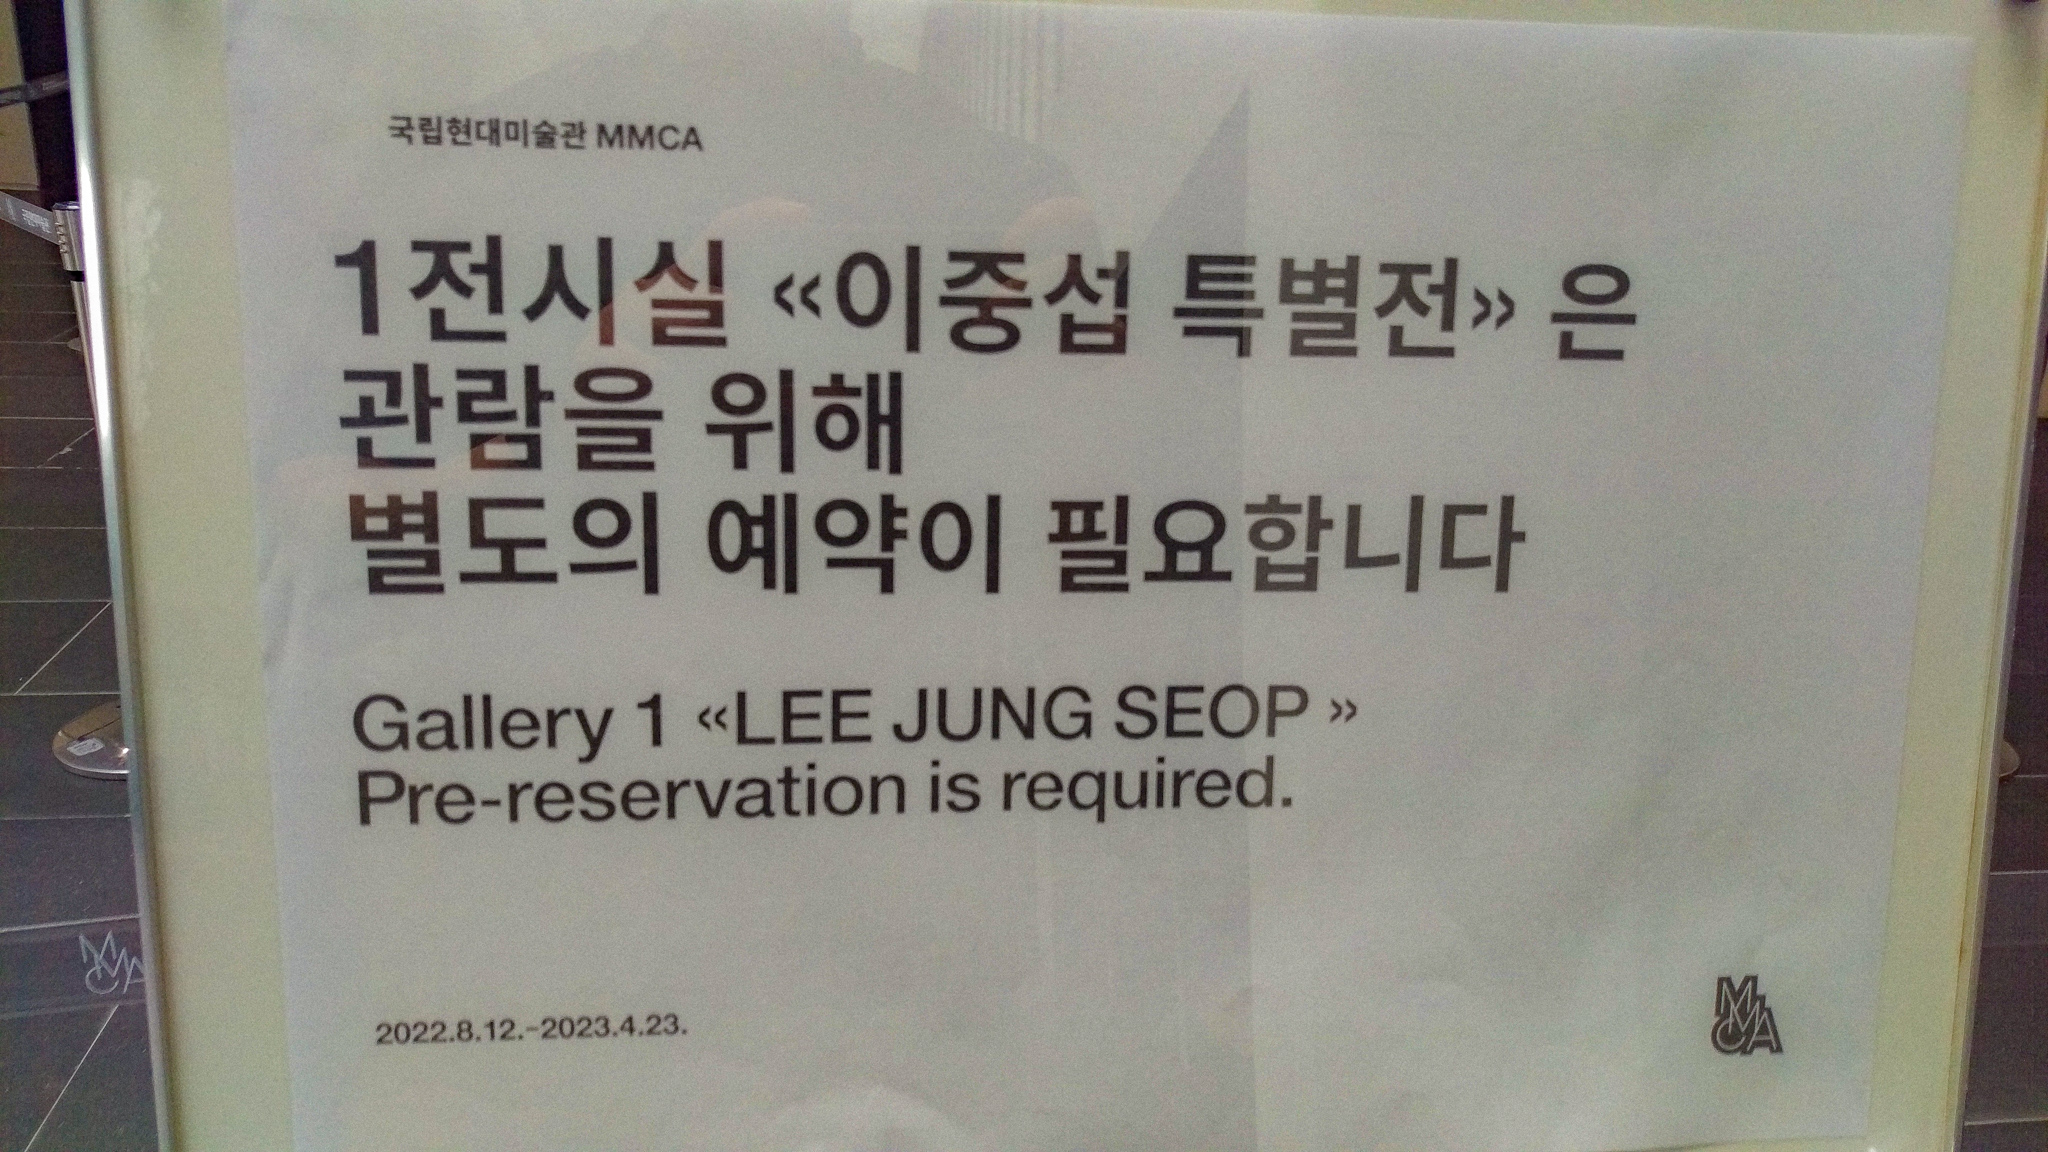 국립현대미술관 MMCA
1전시실 «이중섭 특별전» 은
관람을 위해
별도의 예약이 필요합니다
Gallery 1 «LEE JUNG SEOP »
Pre-reservation is required.
2022.8.12.-2023.4.23.
MMCA
MMCA